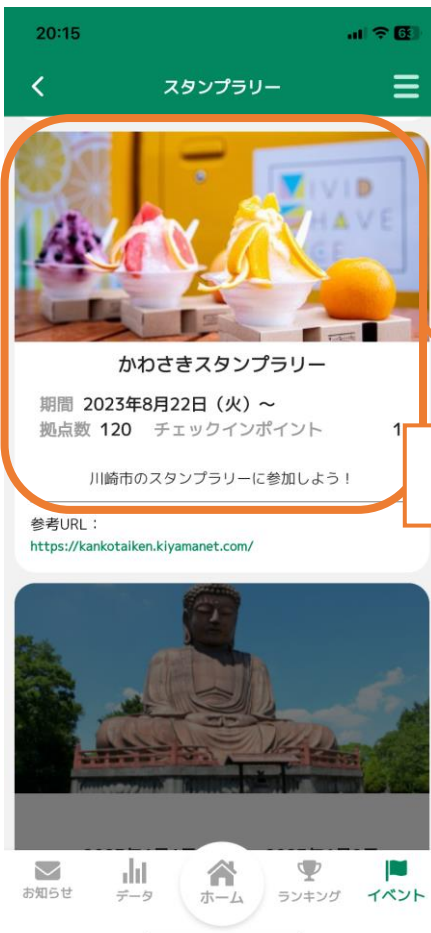 20:15
63
スタンプラリー
VIVID
かわさきスタンプラリー
期間 2023年8月22日（火）～
拠点数 120 チェックインポイント
川崎市のスタンプラリーに参加しよう！
参考URL：
https://kankotaiken.kiyamanet.com/
お知らせ
データ
ホーム
ランキング
イベント